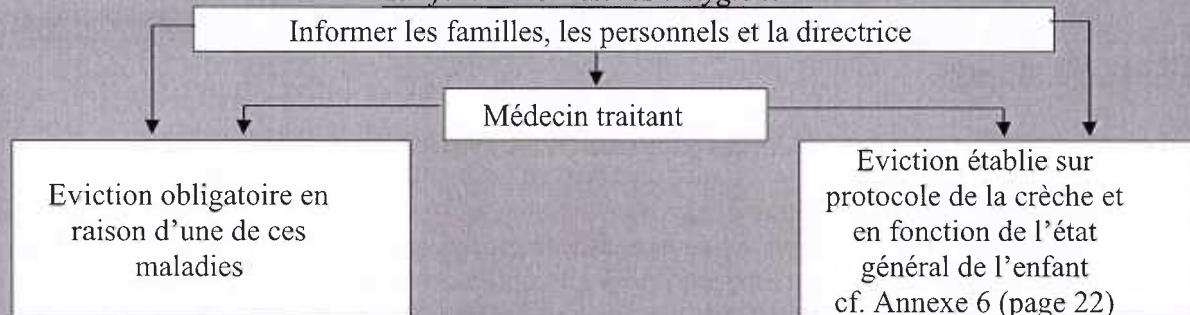 Informer les familles, les personnels et la directrice
Médecin traitant
Eviction obligatoire en
raison d'une de ces
maladies
Eviction établie sur
protocole de la crèche et
en fonction de l'état
général de l'enfant
cf. Annexe 6 (page 22)